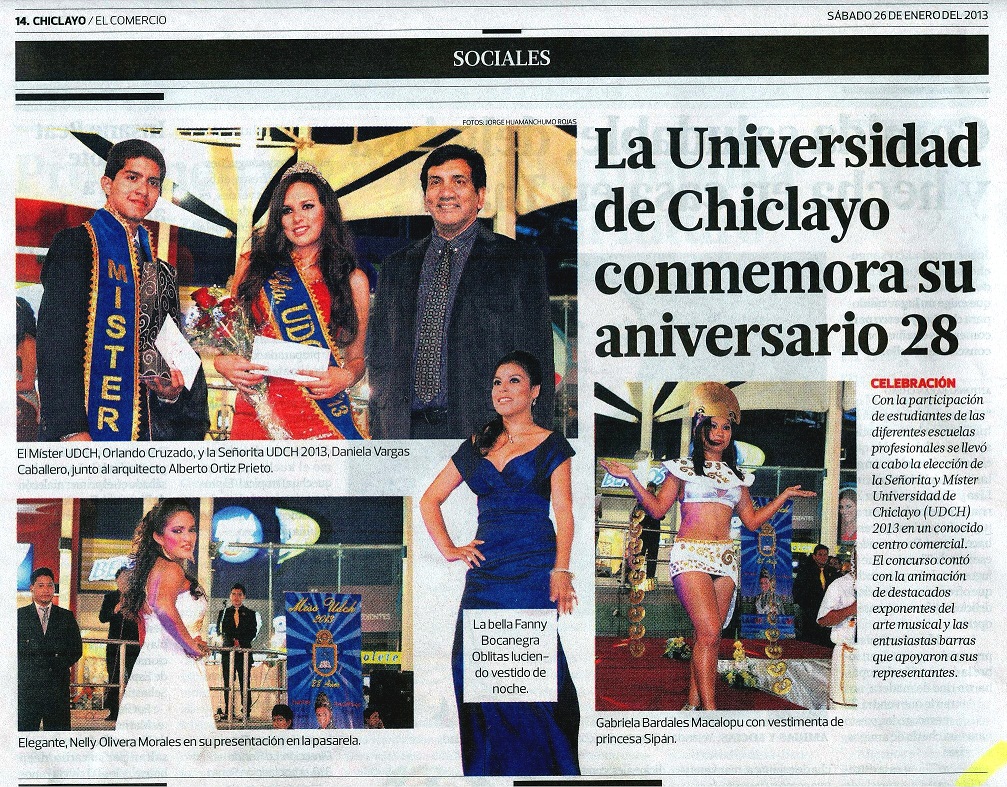 14. CHICLAYO / EL COMERCIO
SÁBADO 26 DE ENERO DEL 2013
SOCIALES
FOTOS: JORGE HUAMANCHUMO ROJAS
La Universidad
de Chiclayo
conmemora su
aniversario 28
MISTER
Srta. UDCH
2013
El Míster UDCH, Orlando Cruzado, y la Señorita UDCH 2013, Daniela Vargas
Caballero, junto al arquitecto Alberto Ortiz Prieto.
CELEBRACIÓN
Con la participación
de estudiantes de las
diferentes escuelas
profesionales se llevó
a cabo la elección de
la Señorita y Míster
Universidad de
Chiclayo (UDCH)
2013 en un conocido
centro comercial.
El concurso contó
con la animación
de destacados
exponentes del
arte musical y las
entusiastas barras
que apoyaron a sus
representantes.
Miss Udch
2013
28 Años
La bella Fanny
Bocanegra
Oblitas lucien-
do vestido de
noche.
Elegante, Nelly Olivera Morales en su presentación en la pasarela.
Gabriela Bardales Macalopu con vestimenta de
princesa Sipán.